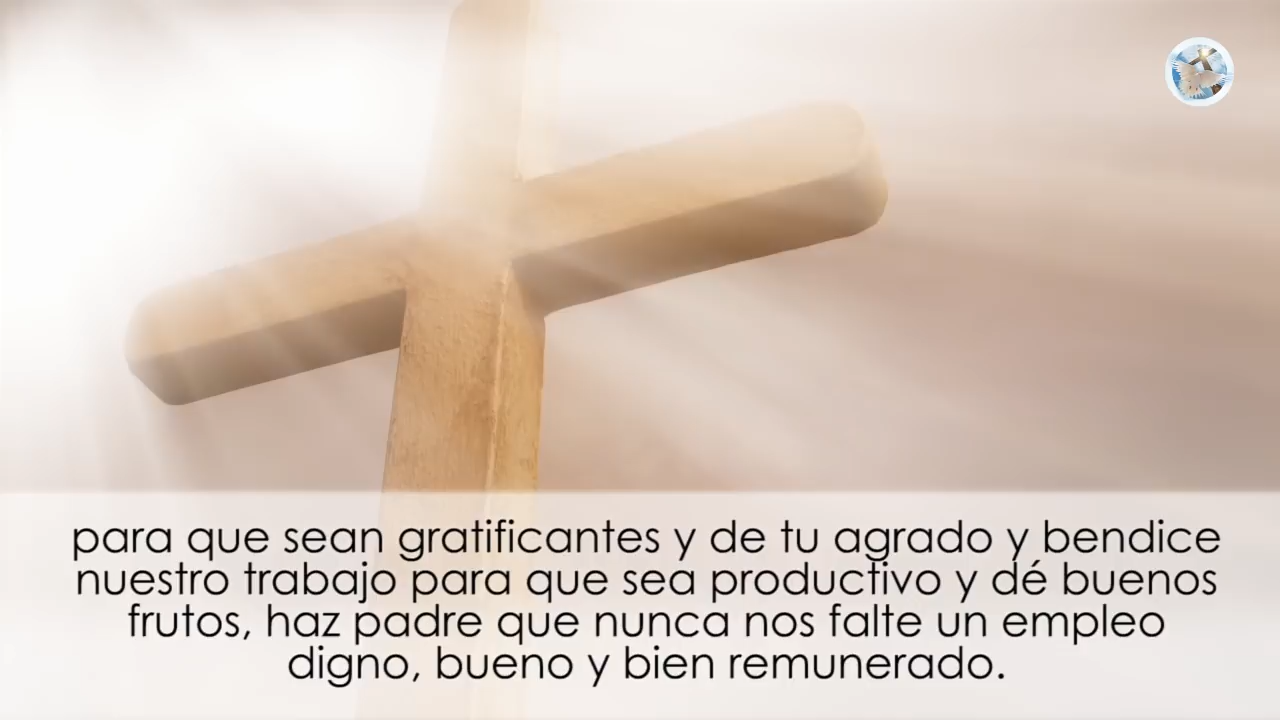 para que sean gratificantes y de tu agrado y bendice
nuestro trabajo para que sea productivo y dé buenos
frutos, haz padre que nunca nos falte un empleo
digno, bueno y bien remunerado.